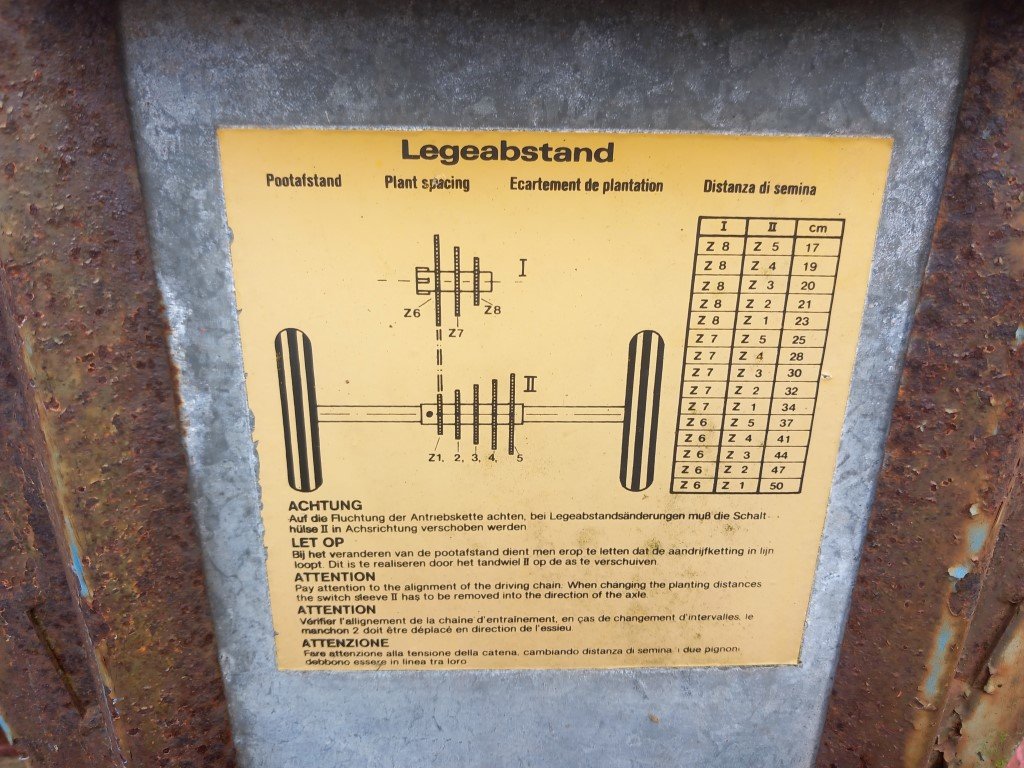 Legeabstand
Pootafstand Plant spacing Ecartement de plantation Distanza di semina
I II cm
Z 8 Z 5 17
Z 8 Z 4 19
Z 8 Z 3 20
Z 8 Z 2 21
Z 8 Z 1 23
Z 7 Z 5 25
Z 7 Z 4 28
Z 7 Z 3 30
Z 7 Z 2 32
Z 7 Z 1 34
Z 6 Z 5 37
Z 6 Z 4 41
Z 6 Z 3 44
Z 6 Z 2 47
Z 6 Z 1 50
I
Z6 Z7 Z8
II
Z1, 2, 3, 4, 5
ACHTUNG
Auf die Fluchtung der Antriebskette achten, bei Legeabstandsänderungen muß die Schalt-
hülse II in Achsrichtung verschoben werden.
LET OP
Bij het veranderen van de pootafstand dient men erop te letten dat de aandrijfketting in lijn
loopt. Dit is te realiseren door het tandwiel II op de as te verschuiven.
ATTENTION
Pay attention to the alignment of the driving chain. When changing the planting distances
the switch sleeve II has to be removed into the direction of the axle.
ATTENTION
Vérifier l'allignement de la chaîne d'entraînement, en ças de changement d'intervalles, le
manchon 2 doit être déplacé en direction de l'essieu.
ATTENZIONE
Fare attenzione alla tensione della catena, cambiando distanza di semina i due pignoni
debbono essere in linea tra loro